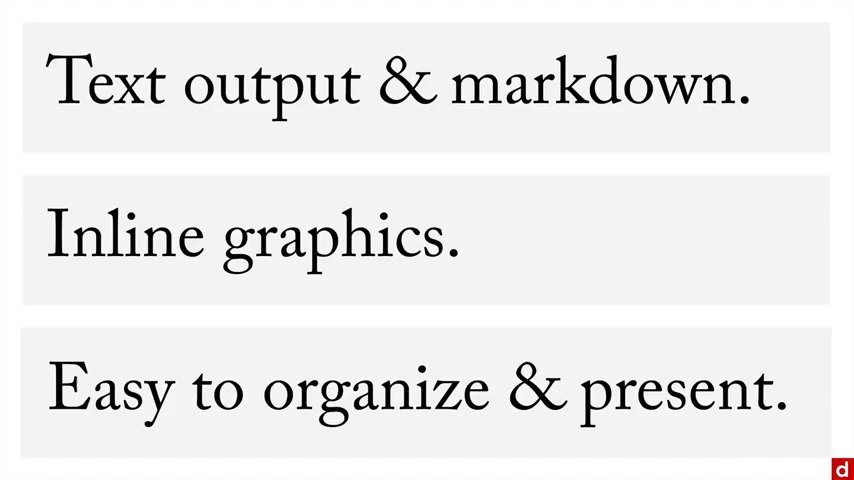 Text output & markdown.
Inline graphics.
Easy to organize & present.
d